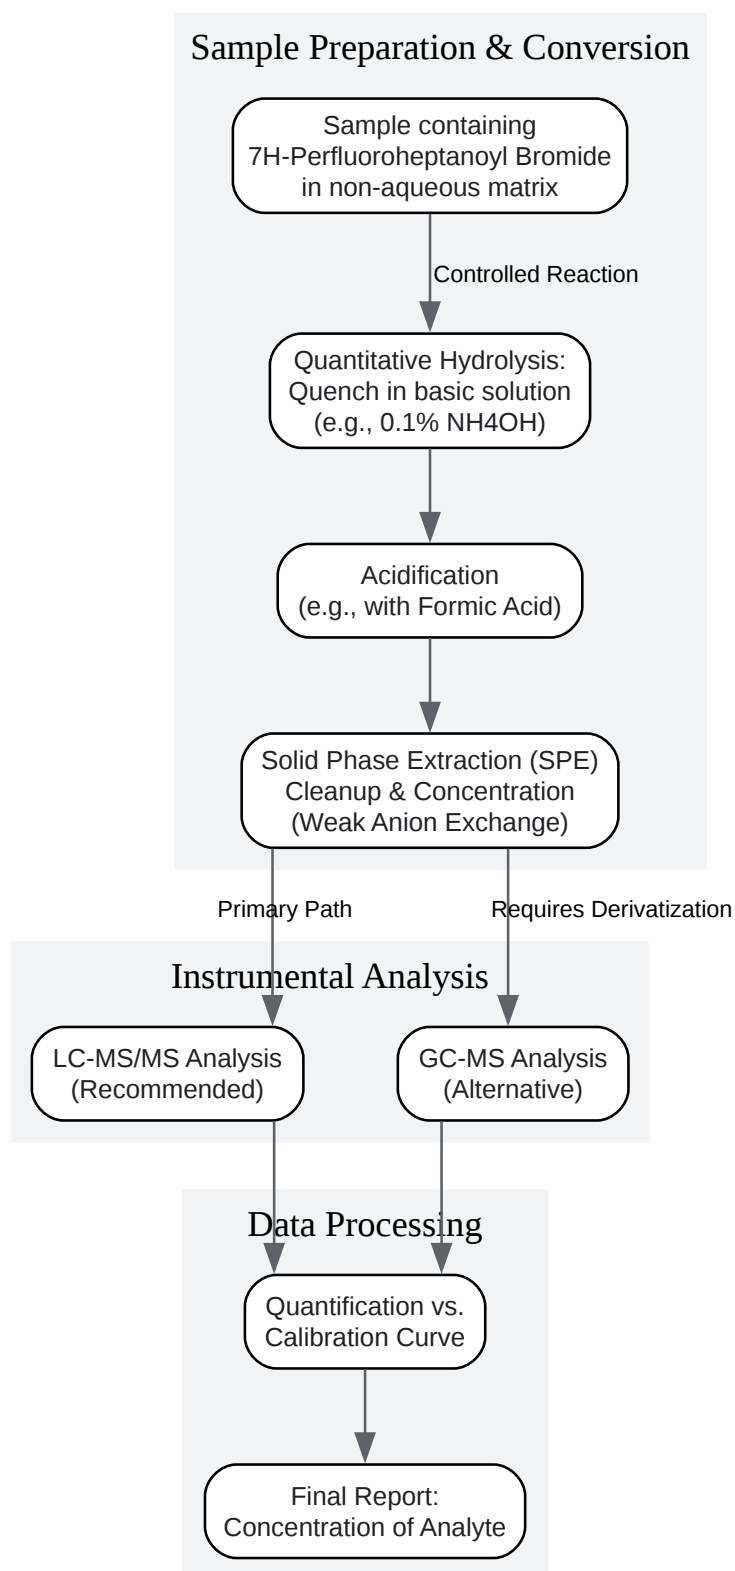 Sample Preparation & Conversion
Sample containing
7H-Perfluoroheptanoyl Bromide
in non-aqueous matrix
Controlled Reaction
Quantitative Hydrolysis:
Quench in basic solution
(e.g., 0.1% NH4OH)
Acidification
(e.g., with Formic Acid)
Solid Phase Extraction (SPE)
Cleanup & Concentration
(Weak Anion Exchange)
Primary Path
Requires Derivatization
Instrumental Analysis
LC-MS/MS Analysis
(Recommended)
GC-MS Analysis
(Alternative)
Data Processing
Quantification vs.
Calibration Curve
Final Report:
Concentration of Analyte